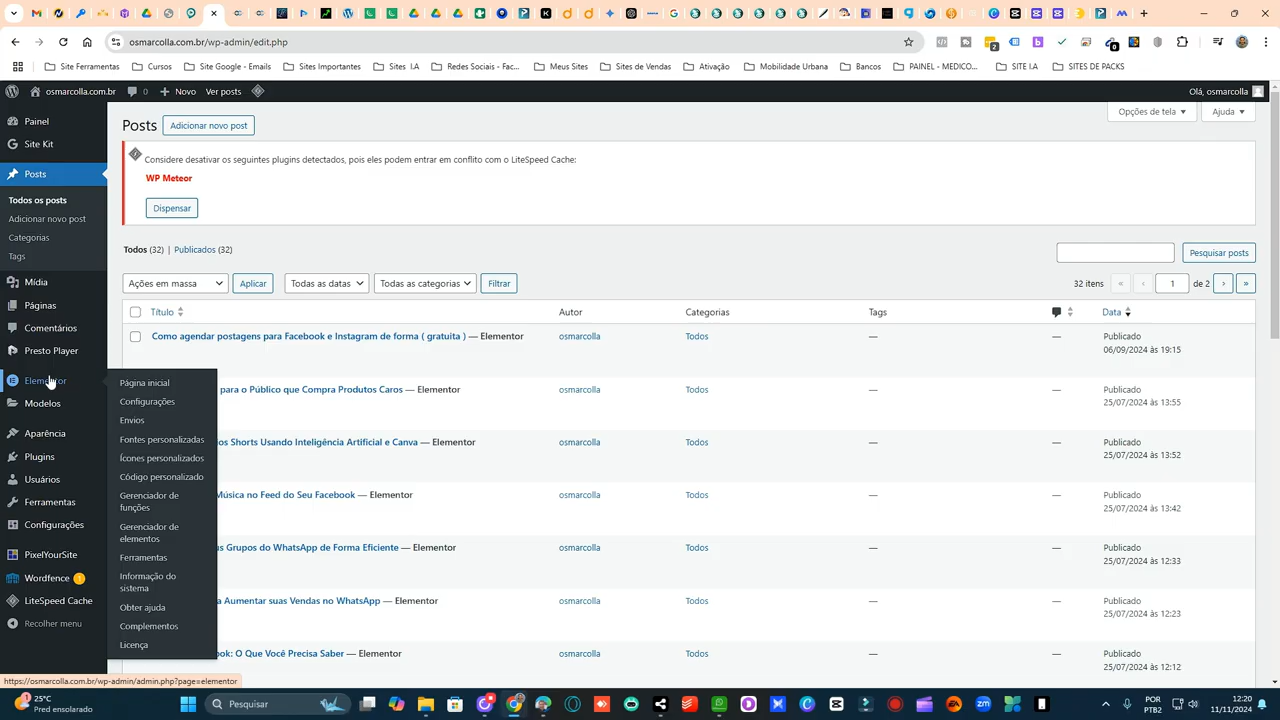 osmarcolla.com.br/wp-admin/edit.php
Site Ferramentas
Cursos
Site Google - Emails
Sites Importantes
Sites I.A
Redes Sociais - Fac...
Meus Sites
Sites de Vendas
Ativação
Mobilidade Urbana
Bancos
PAINEL - MEDICO...
SITE I.A
SITES DE PACKS
osmarcolla.com.br
0
Novo
Ver posts
Olá, osmarcolla
Painel
Site Kit
Posts
Todos os posts
Adicionar novo post
Categorias
Tags
Mídia
Páginas
Comentários
Presto Player
Elementor
Modelos
Aparência
Plugins
Usuários
Ferramentas
Configurações
PixelYourSite
Wordfence 1
LiteSpeed Cache
Recolher menu
Página inicial
Configurações
Envios
Fontes personalizadas
Ícones personalizados
Código personalizado
Gerenciador de
funções
Gerenciador de
elementos
Ferramentas
Informação do
sistema
Obter ajuda
Complementos
Licença
Posts
Adicionar novo post
Opções de tela
Ajuda
Considere desativar os seguintes plugins detectados, pois eles podem entrar em conflito com o LiteSpeed Cache:
WP Meteor
Dispensar
Todos (32) | Publicados (32)
Pesquisar posts
Ações em massa
Aplicar
Todas as datas
Todas as categorias
Filtrar
32 itens « ‹ 1 de 2 › »
Título Autor Categorias Tags Data
Como agendar postagens para Facebook e Instagram de forma ( gratuita ) — Elementor osmarcolla Todos — — Publicado
06/09/2024 às 19:15
para o Público que Compra Produtos Caros — Elementor osmarcolla Todos — — Publicado
25/07/2024 às 13:55
os Shorts Usando Inteligência Artificial e Canva — Elementor osmarcolla Todos — — Publicado
25/07/2024 às 13:52
Música no Feed do Seu Facebook — Elementor osmarcolla Todos — — Publicado
25/07/2024 às 13:42
us Grupos do WhatsApp de Forma Eficiente — Elementor osmarcolla Todos — — Publicado
25/07/2024 às 12:33
a Aumentar suas Vendas no WhatsApp — Elementor osmarcolla Todos — — Publicado
25/07/2024 às 12:23
ok: O Que Você Precisa Saber — Elementor osmarcolla Todos — — Publicado
25/07/2024 às 12:12
https://osmarcolla.com.br/wp-admin/admin.php?page=elementor
25°C
Pred ensolarado
Pesquisar
POR
PTB2
12:20
11/11/2024